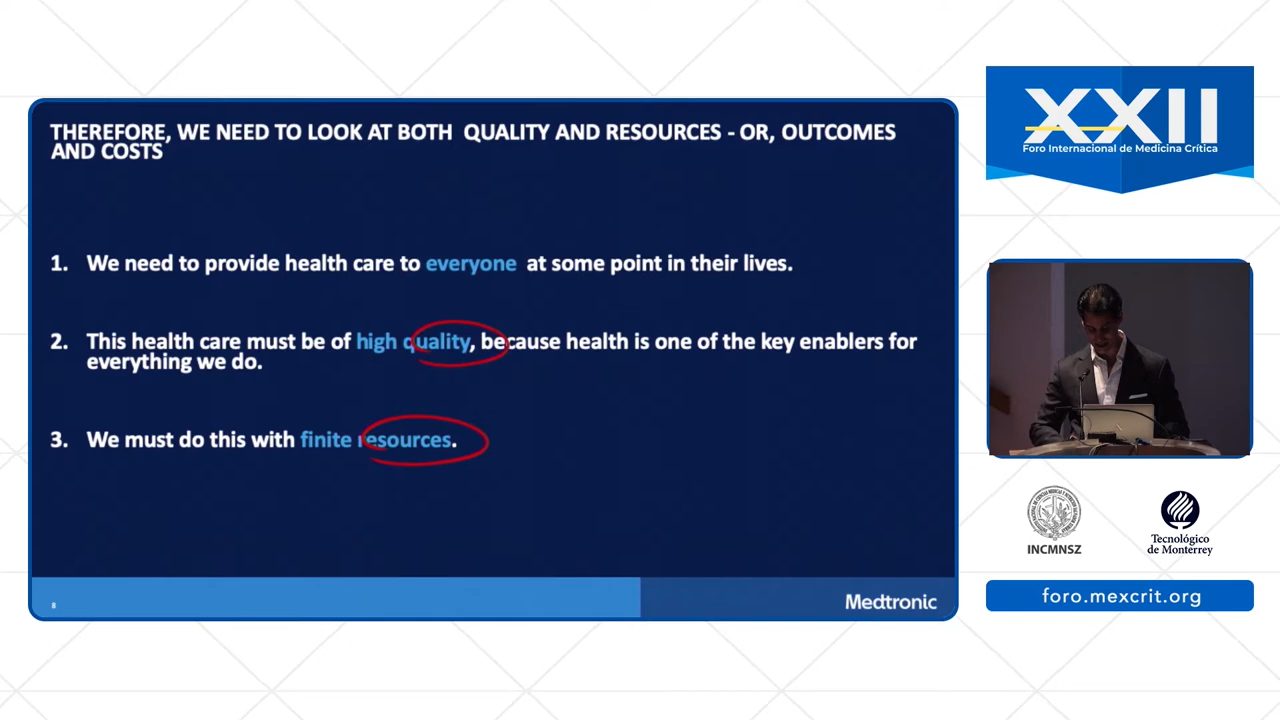 THEREFORE, WE NEED TO LOOK AT BOTH QUALITY AND RESOURCES - OR, OUTCOMES
AND COSTS
1. We need to provide health care to everyone at some point in their lives.
2. This health care must be of high quality, because health is one of the key enablers for
everything we do.
3. We must do this with finite resources.
Medtronic
XXII
Foro Internacional de Medicina Crítica
INCMNSZ
Tecnológico
de Monterrey
foro.mexcrit.org